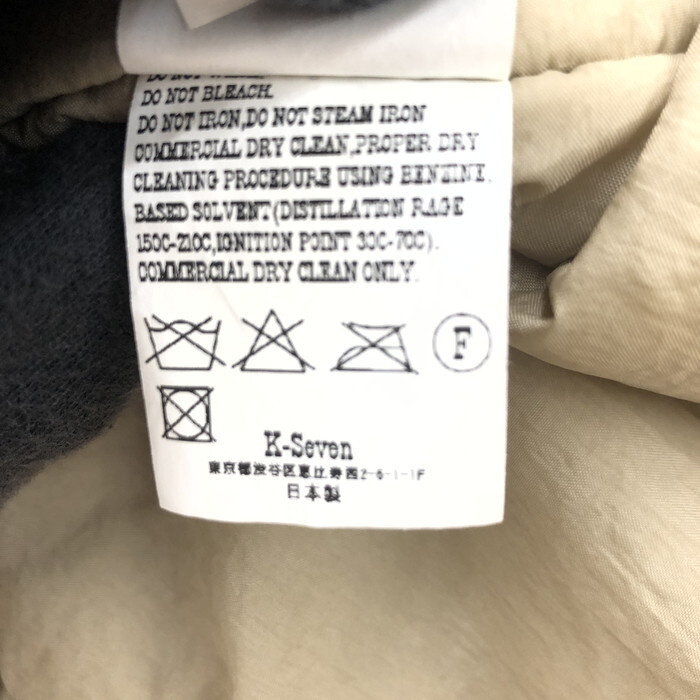 DO NOT
DO NOT BLEACH.
DO NOT IRON,DO NOT STEAM IRON
COMMERCIAL DRY CLEAN,PROPER DRY
CLEANING PROCEDURE USING BENZINE.
BASED SOLVENT(DISTILLATION RAGE
150C-210C,IGNITION POINT 30C-70C).
COMMERCIAL DRY CLEAN ONLY.
F
K-Seven
東京都渋谷区恵比寿西2-6-1-1F
日本製